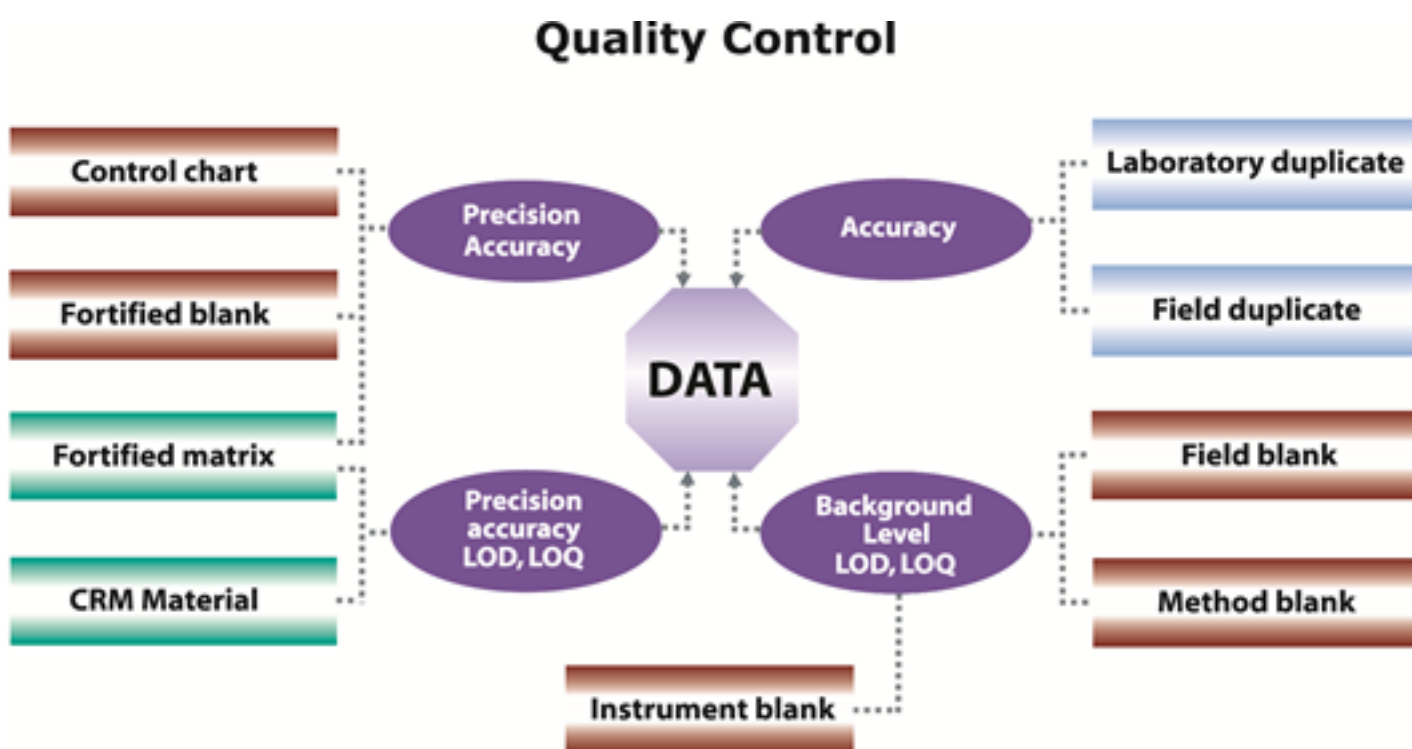 Quality Control
Control chart
Fortified blank
Fortified matrix
CRM Material
Precision
Accuracy
Precision
accuracy
LOD, LOQ
DATA
Accuracy
Background
Level
LOD, LOQ
Laboratory duplicate
Field duplicate
Field blank
Method blank
Instrument blank